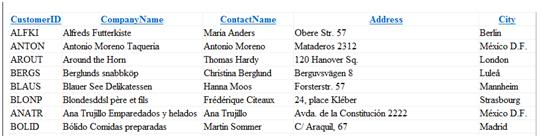 CustomerID CompanyName ContactName Address City
ALFKI Alfreds Futterkiste Maria Anders Obere Str. 57 Berlin
ANTON Antonio Moreno Taqueria Antonio Moreno Mataderos 2312 México D.F.
AROUT Around the Horn Thomas Hardy 120 Hanover Sq. London
BERGS Berglunds snabbköp Christina Berglund Berguvsvägen 8 Luleå
BLAUS Blauer See Delikatessen Hanna Moos Forsterstr. 57 Mannheim
BLONP Blondesddsl père et fils Frédérique Citeaux 24, place Kléber Strasbourg
ANATR Ana Trujillo Emparedados y helados Ana Trujillo Avda. de la Constitución 2222 México D.F.
BOLID Bólido Comidas preparadas Martin Sommer C/ Araquil, 67 Madrid